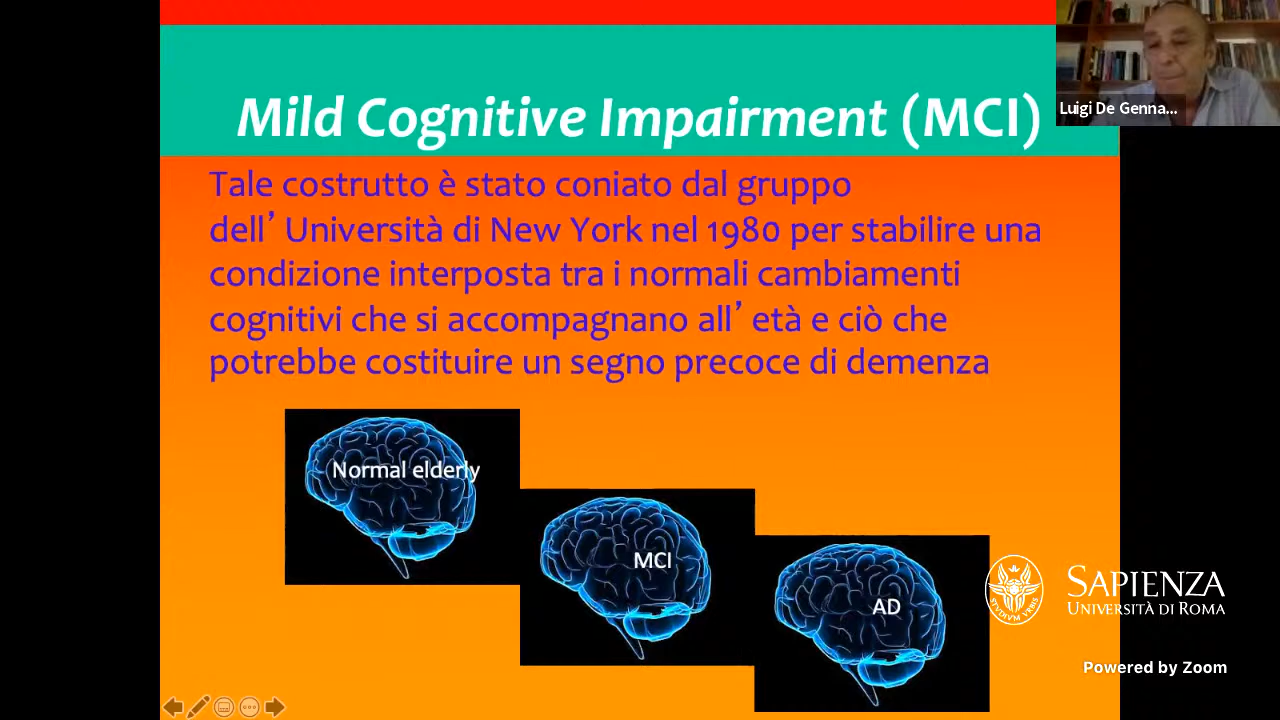 Mild Cognitive Impairment (MCI)
Luigi De Genna...
Tale costrutto è stato coniato dal gruppo
dell’ Università di New York nel 1980 per stabilire una
condizione interposta tra i normali cambiamenti
cognitivi che si accompagnano all’ età e ciò che
potrebbe costituire un segno precoce di demenza
Normal elderly
MCI
AD
STVDIVM VRBIS
SAPIENZA
UNIVERSITÀ DI ROMA
Powered by Zoom